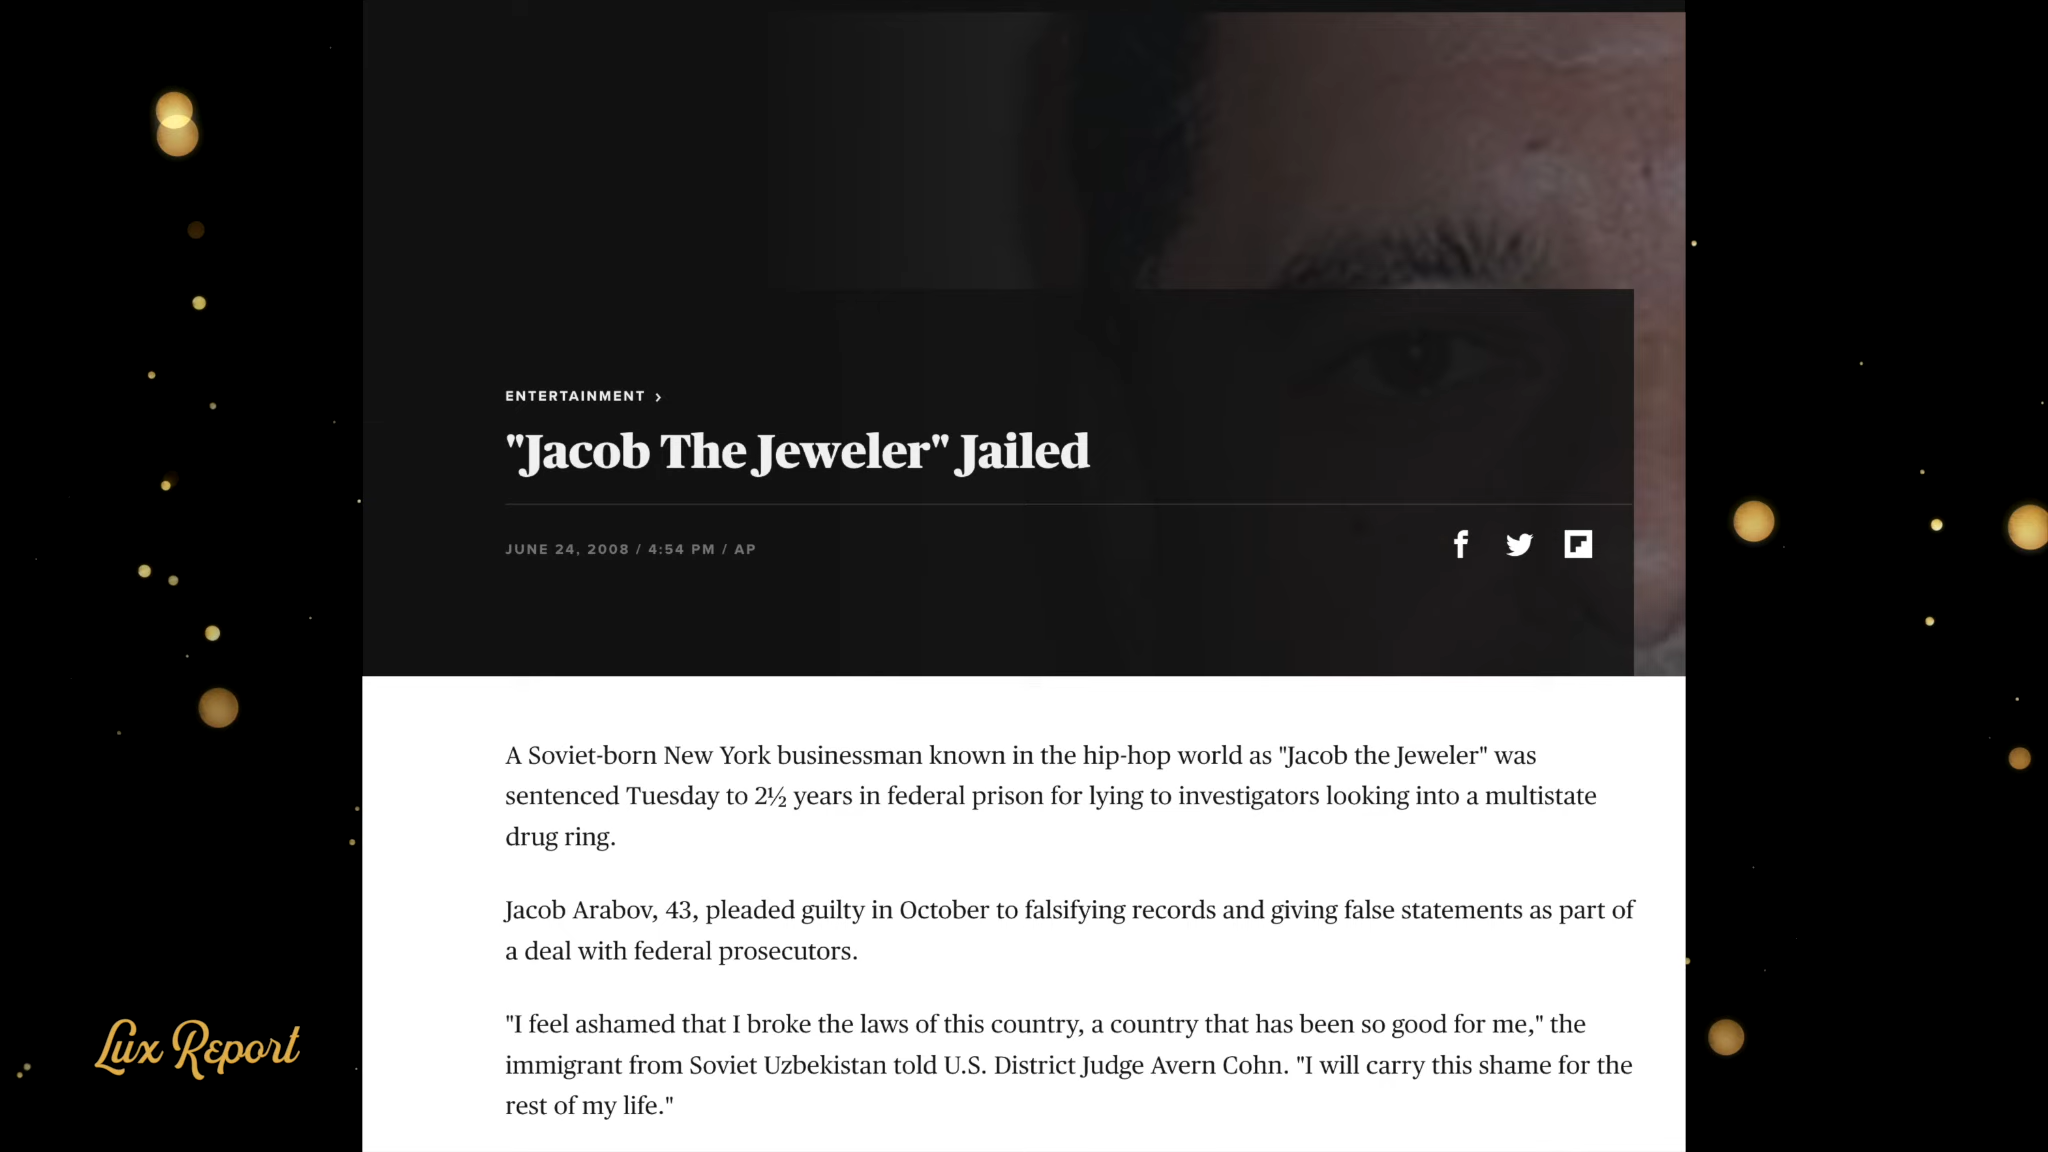 ENTERTAINMENT ›
"Jacob The Jeweler" Jailed
JUNE 24, 2008 / 4:54 PM / AP
A Soviet-born New York businessman known in the hip-hop world as "Jacob the Jeweler" was
sentenced Tuesday to 2½ years in federal prison for lying to investigators looking into a multistate
drug ring.
Jacob Arabov, 43, pleaded guilty in October to falsifying records and giving false statements as part of
a deal with federal prosecutors.
"I feel ashamed that I broke the laws of this country, a country that has been so good for me," the
immigrant from Soviet Uzbekistan told U.S. District Judge Avern Cohn. "I will carry this shame for the
rest of my life."
Lux Report